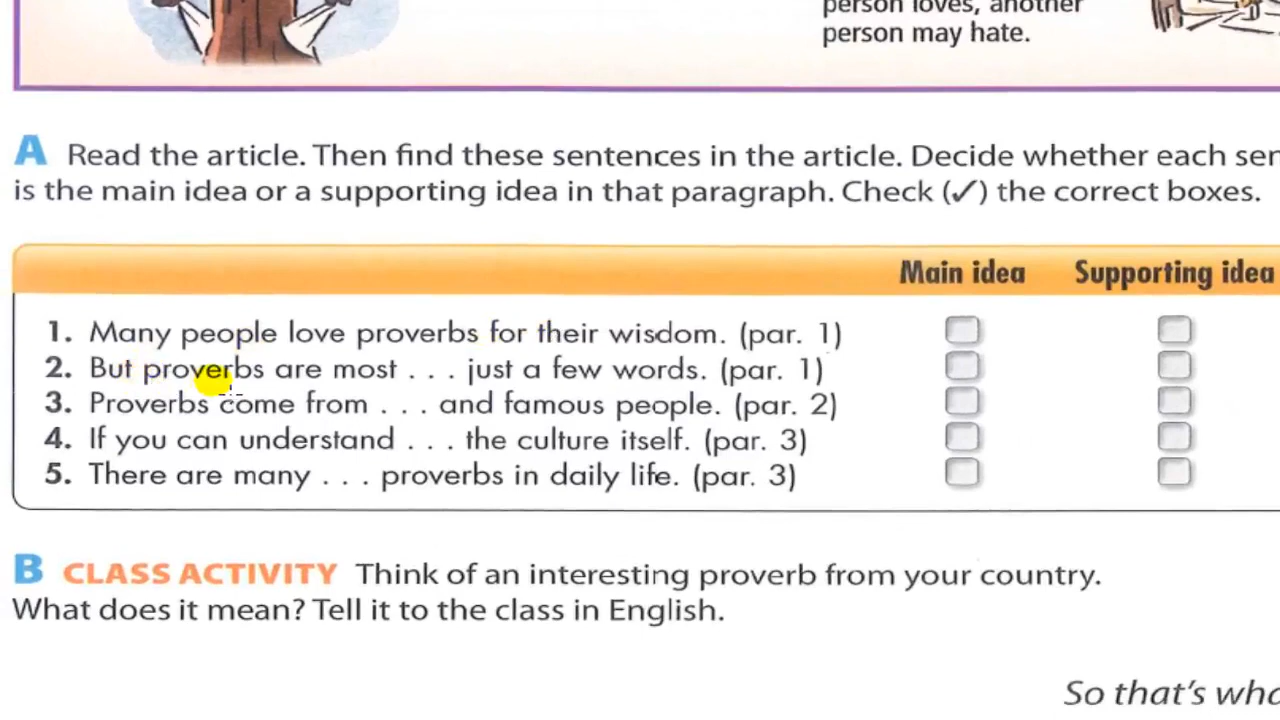 person loves, another
person may hate.
A Read the article. Then find these sentences in the article. Decide whether each
is the main idea or a supporting idea in that paragraph. Check (✓) the correct boxes.
Main idea Supporting idea
1. Many people love proverbs for their wisdom. (par. 1)
2. But proverbs are most . . . just a few words. (par. 1)
3. Proverbs come from . . . and famous people. (par. 2)
4. If you can understand . . . the culture itself. (par. 3)
5. There are many . . . proverbs in daily life. (par. 3)
B CLASS ACTIVITY Think of an interesting proverb from your country.
What does it mean? Tell it to the class in English.
So that's